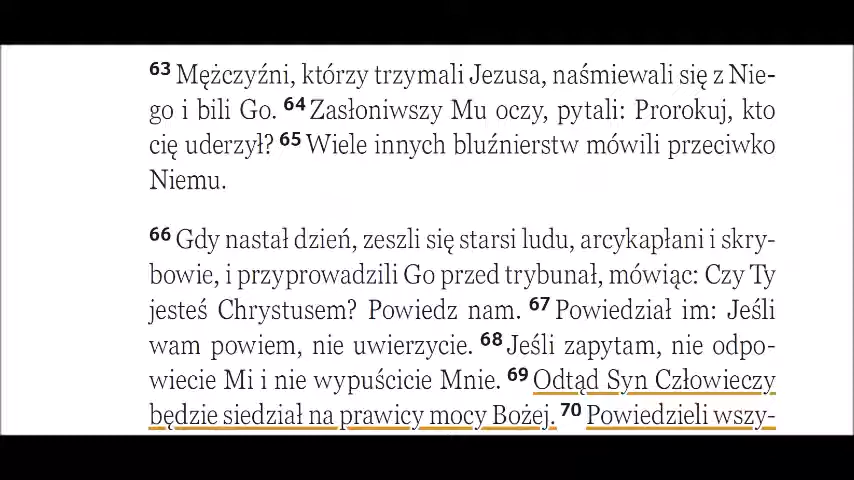 63 Mężczyźni, którzy trzymali Jezusa, naśmiewali się z Nie-
go i bili Go. 64 Zasłoniwszy Mu oczy, pytali: Prorokuj, kto
cię uderzył? 65 Wiele innych bluźnierstw mówili przeciwko
Niemu.
66 Gdy nastał dzień, zeszli się starsi ludu, arcykapłani i skry-
bowie, i przyprowadzili Go przed trybunał, mówiąc: Czy Ty
jesteś Chrystusem? Powiedz nam. 67 Powiedział im: Jeśli
wam powiem, nie uwierzycie. 68 Jeśli zapytam, nie odpo-
wiecie Mi i nie wypuścicie Mnie. 69 Odtąd Syn Człowieczy
będzie siedział na prawicy mocy Bożej. 70 Powiedzieli wszy-